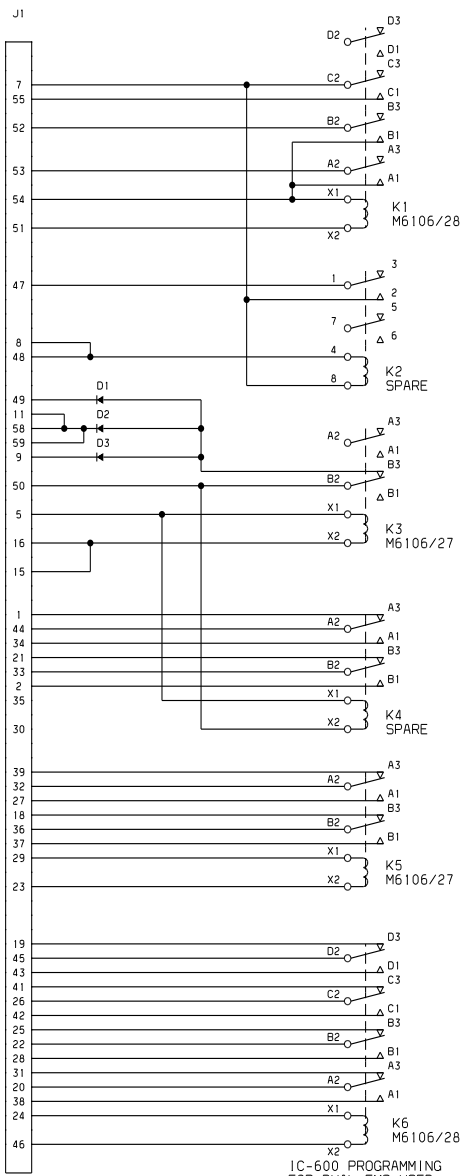 J1
D3
D2
D1
C3
7 C2
55 C1
B3
52 B2
B1
A3
53 A2
A1
54 X1
K1
M6106/28
51 X2
3
47 1
2
5
7
6
8
48 4
K2
8 SPARE
49 D1
11
58 D2
59
9 D3
A3
A2
A1
B3
50 B2
B1
5 X1
K3
16 X2 M6106/27
15
1 A3
44 A2
34 A1
21 B3
33 B2
2 B1
35 X1
K4
30 X2 SPARE
39 A3
32 A2
27 A1
18 B3
36 B2
37 B1
29 X1
K5
23 X2 M6106/27
19 D3
45 D2
43 D1
41 C3
26 C2
42 C1
25 B3
22 B2
28 B1
31 A3
20 A2
38 A1
24 X1
K6
M6106/28
46 X2
IC-600 PROGRAMMING